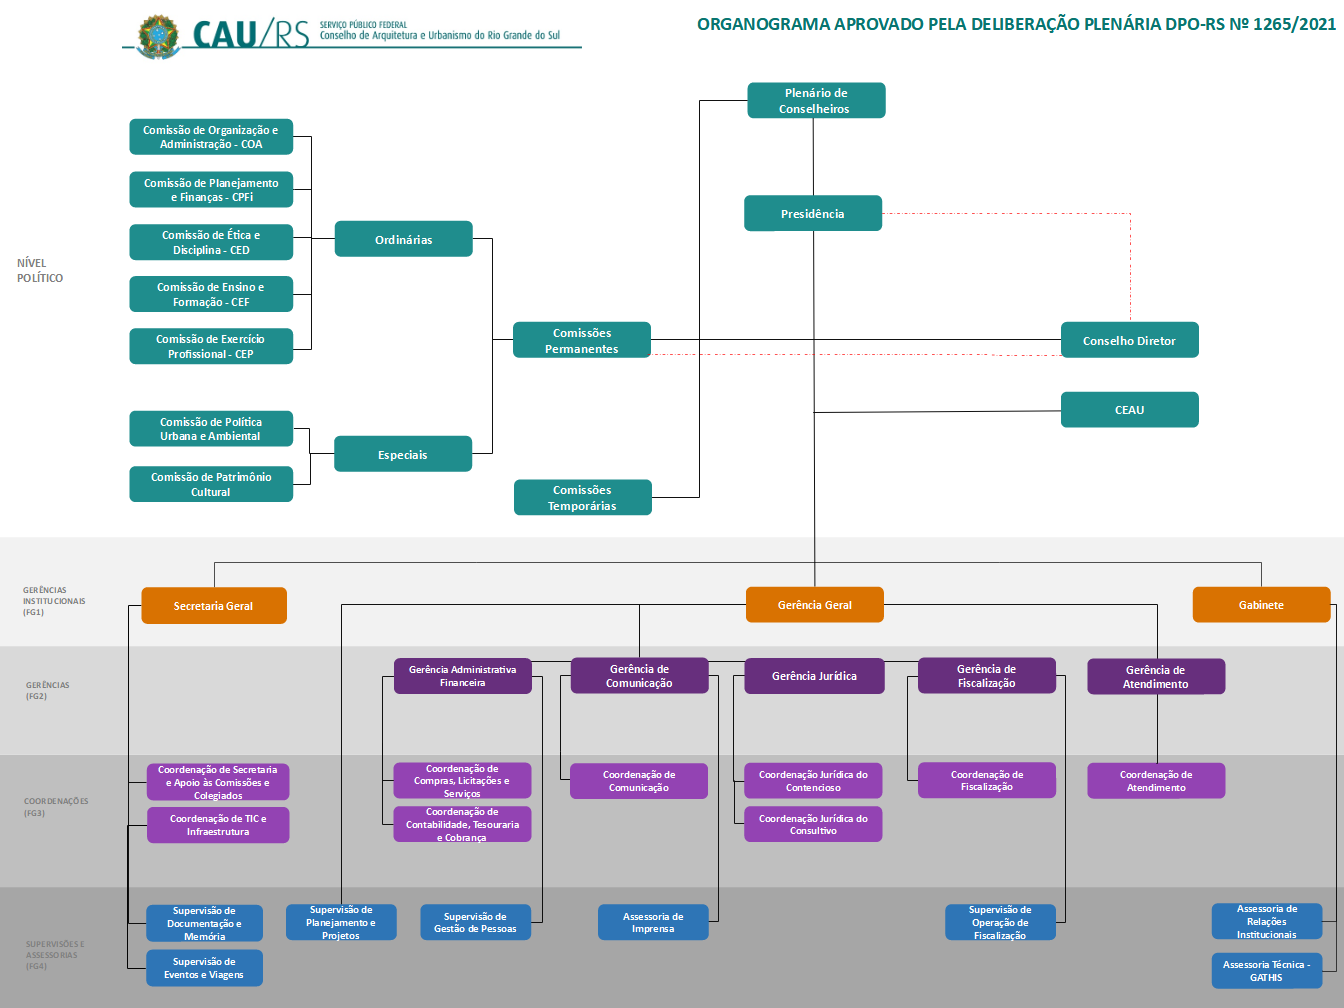 CAU/RS
SERVIÇO PÚBLICO FEDERAL
Conselho de Arquitetura e Urbanismo do Rio Grande do Sul
ORGANOGRAMA APROVADO PELA DELIBERAÇÃO PLENÁRIA DPO-RS Nº 1265/2021
NÍVEL
POLÍTICO
Plenário de
Conselheiros
Presidência
Comissão de Organização e
Administração - COA
Comissão de Planejamento
e Finanças - CPFi
Comissão de Ética e
Disciplina - CED
Comissão de Ensino e
Formação - CEF
Comissão de Exercício
Profissional - CEP
Ordinárias
Comissões
Permanentes
Conselho Diretor
CEAU
Comissão de Política
Urbana e Ambiental
Comissão de Patrimônio
Cultural
Especiais
Comissões
Temporárias
GERÊNCIAS
INSTITUCIONAIS
(FG1)
Secretaria Geral
Gerência Geral
Gabinete
GERÊNCIAS
(FG2)
Gerência Administrativa
Financeira
Gerência de
Comunicação
Gerência Jurídica
Gerência de
Fiscalização
Gerência de
Atendimento
COORDENAÇÕES
(FG3)
Coordenação de Secretaria
e Apoio às Comissões e
Colegiados
Coordenação de TIC e
Infraestrutura
Coordenação de
Compras, Licitações e
Serviços
Coordenação de
Contabilidade, Tesouraria
e Cobrança
Coordenação de
Comunicação
Coordenação Jurídica do
Contencioso
Coordenação Jurídica do
Consultivo
Coordenação de
Fiscalização
Coordenação de
Atendimento
SUPERVISÕES E
ASSESSORIAS
(FG4)
Supervisão de
Documentação e
Memória
Supervisão de
Eventos e Viagens
Supervisão de
Planejamento e
Projetos
Supervisão de
Gestão de Pessoas
Assessoria de
Imprensa
Supervisão de
Operação de
Fiscalização
Assessoria de
Relações
Institucionais
Assessoria Técnica -
GATHIS